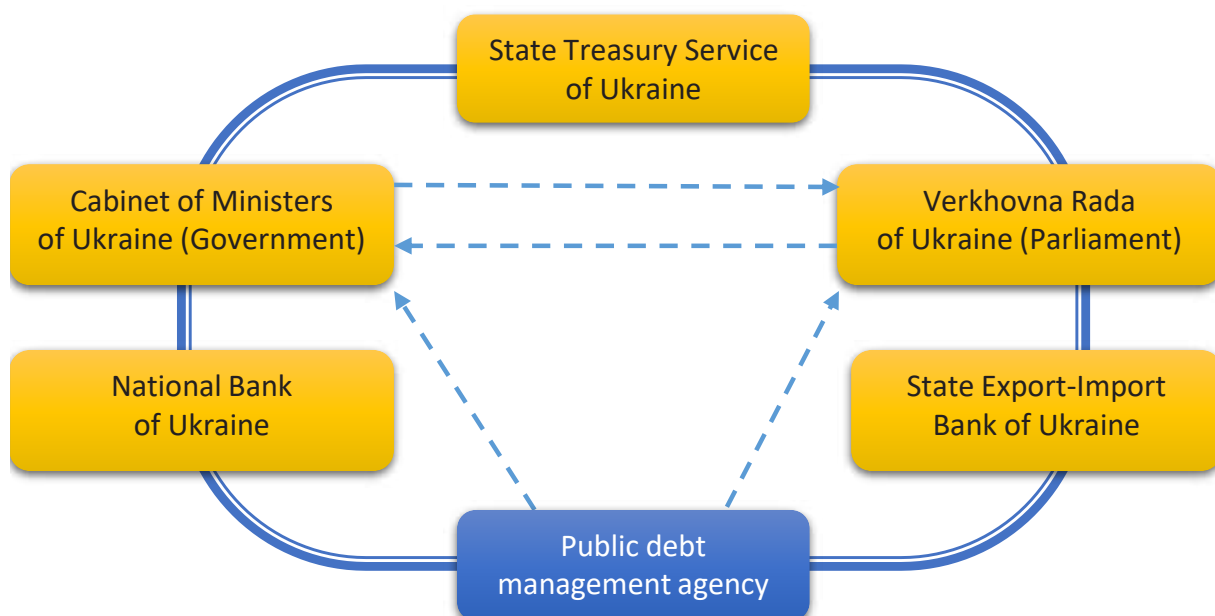 State Treasury Service
of Ukraine
Cabinet of Ministers
of Ukraine (Government)
Verkhovna Rada
of Ukraine (Parliament)
National Bank
of Ukraine
State Export-Import
Bank of Ukraine
Public debt
management agency